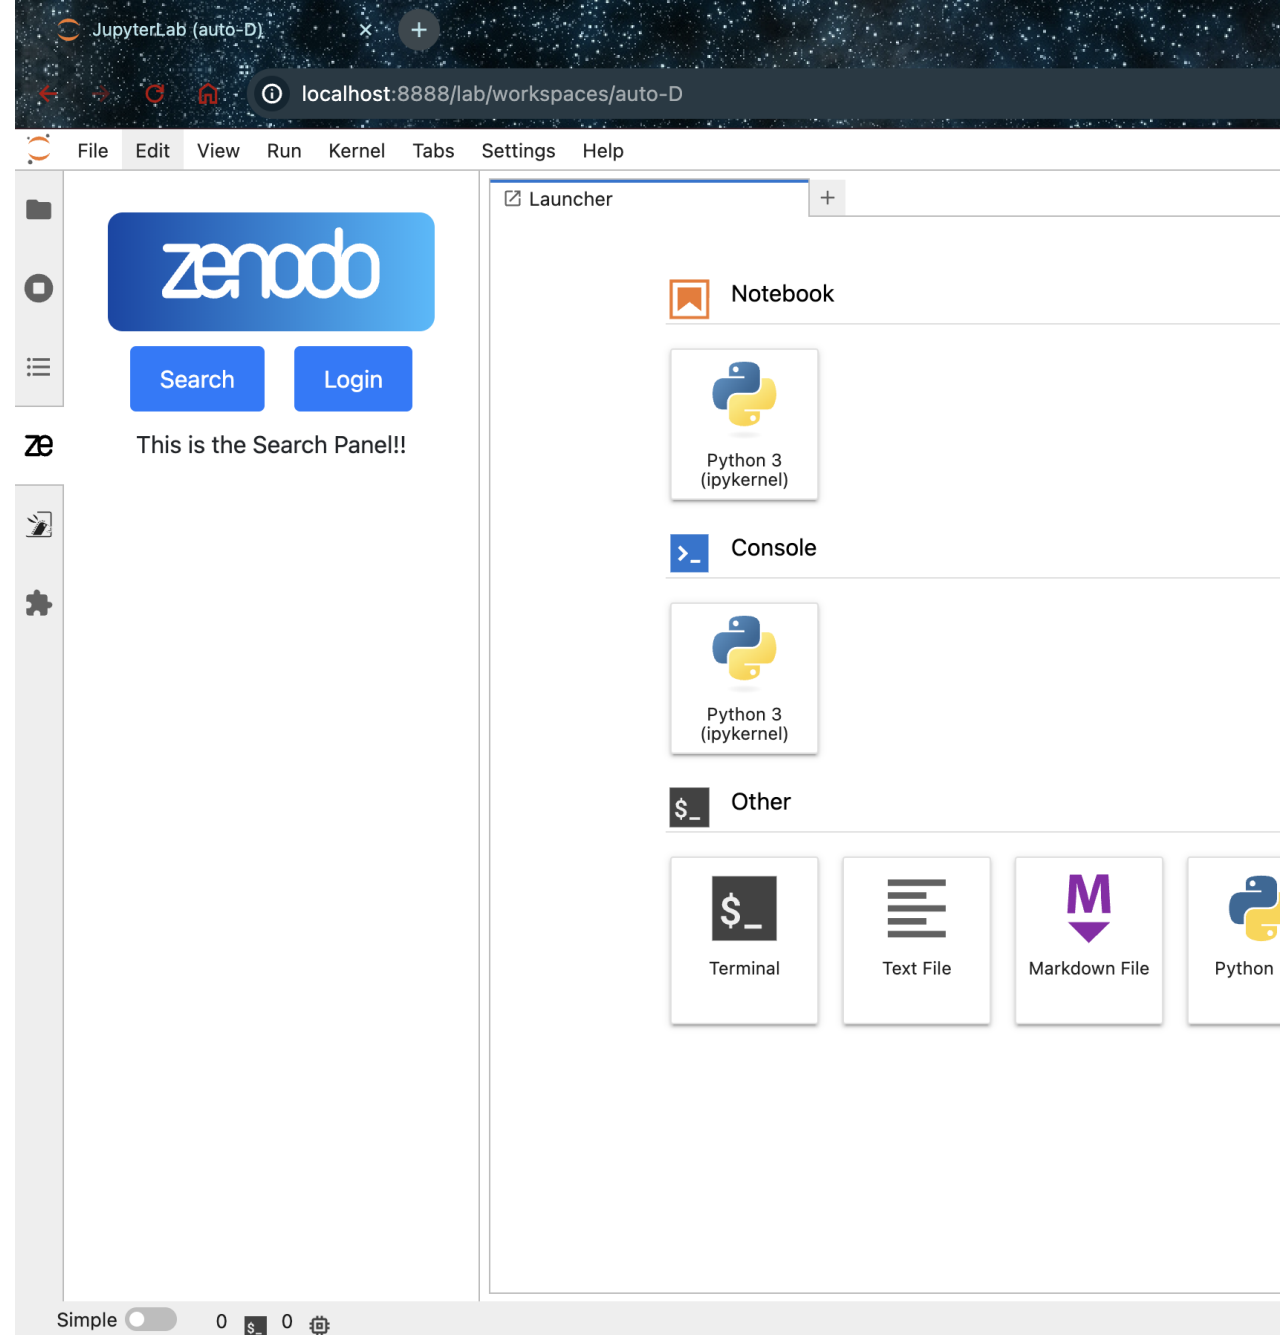 JupyterLab (auto-D)
localhost:8888/lab/workspaces/auto-D
File Edit View Run Kernel Tabs Settings Help
Launcher
zenodo
Search Login
ze
This is the Search Panel!!
Notebook
Python 3
(ipykernel)
Console
Python 3
(ipykernel)
$_ Other
$_
Terminal Text File Markdown File Python
M
Simple 0 $_ 0